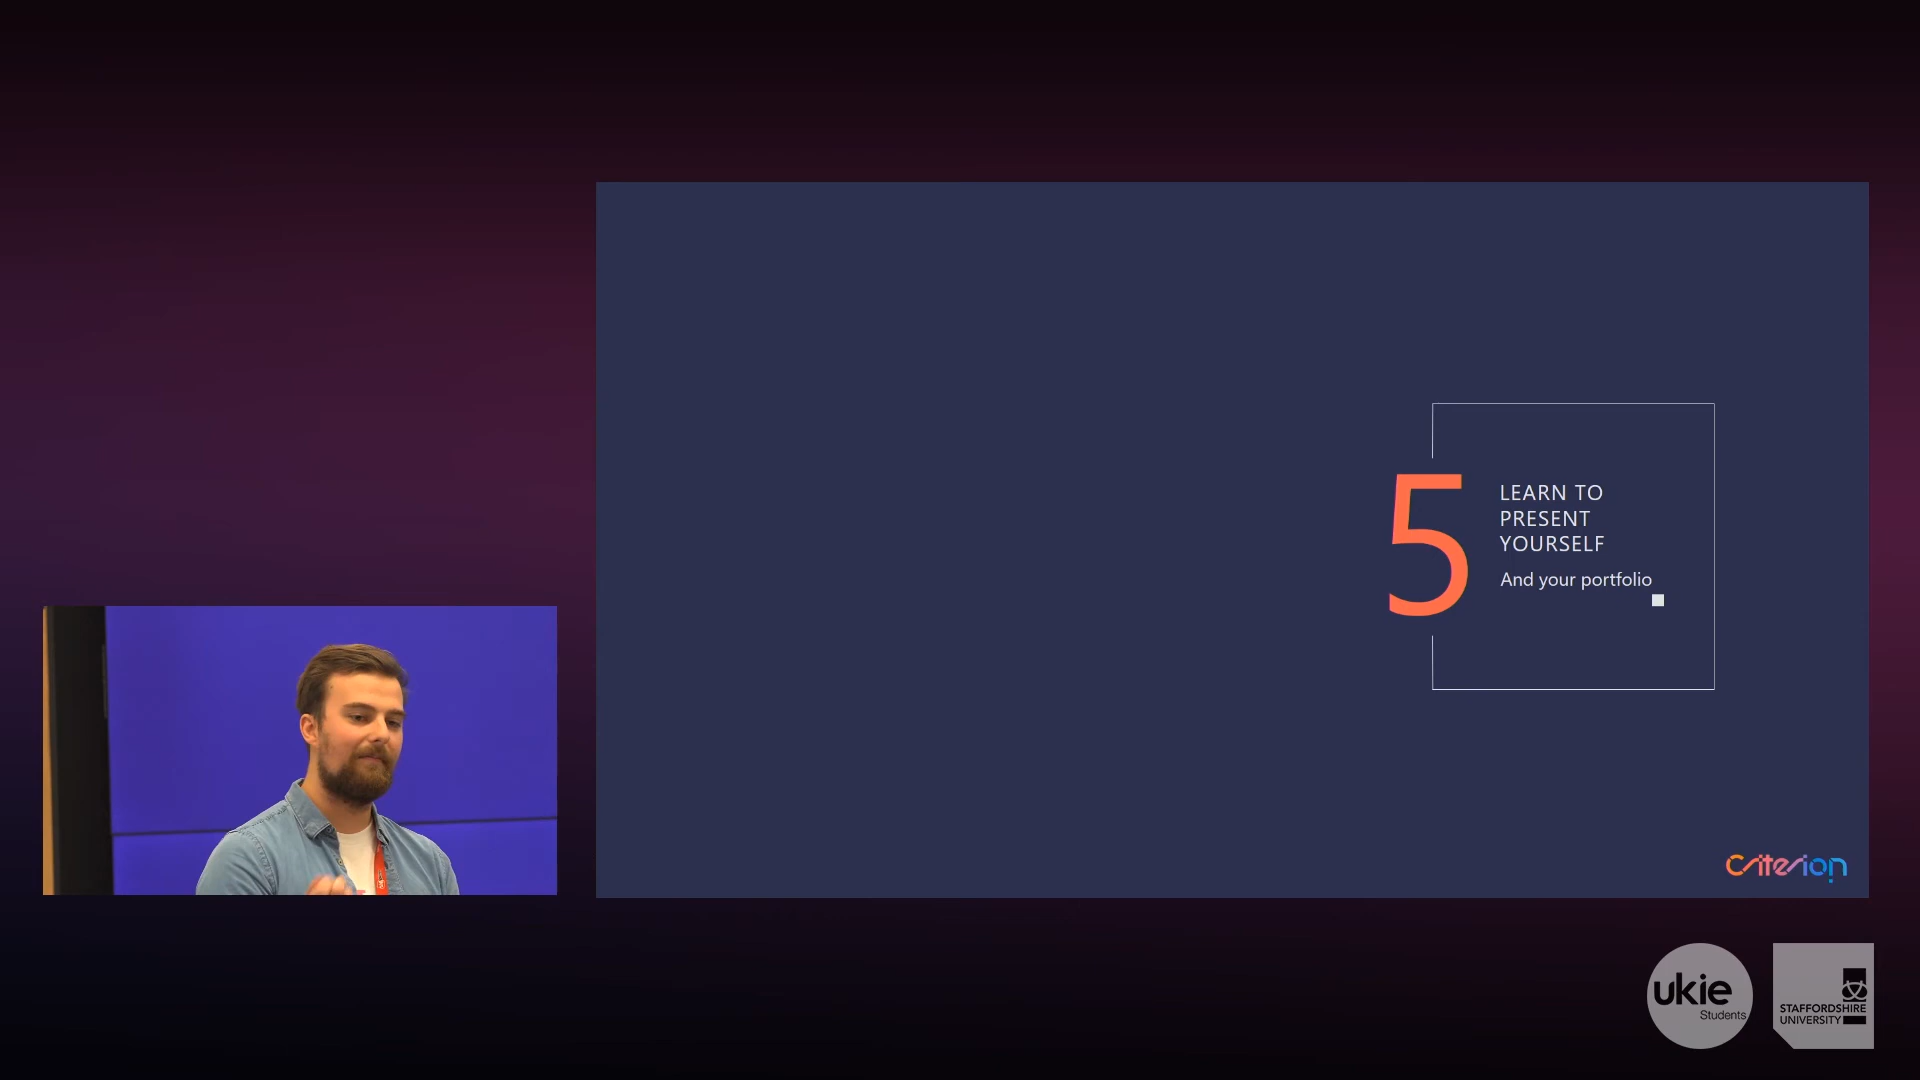 5
LEARN TO
PRESENT
YOURSELF
And your portfolio
Criterion
ukie
Students
STAFFORDSHIRE
UNIVERSITY